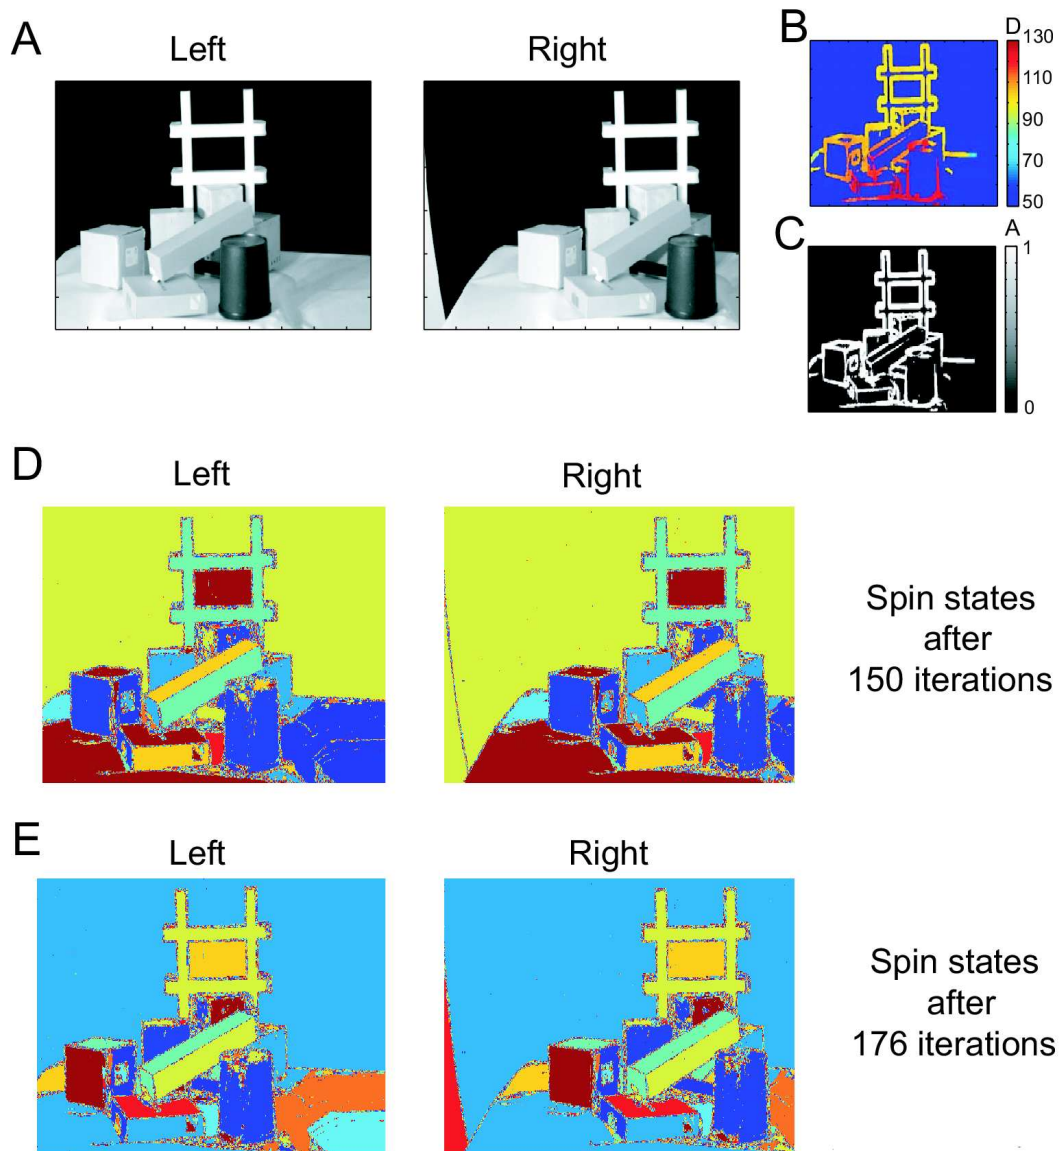 A
Left
Right
B
D
130
110
90
70
50
C
A
1
0
D
Left
Right
Spin states
after
150 iterations
E
Left
Right
Spin states
after
176 iterations